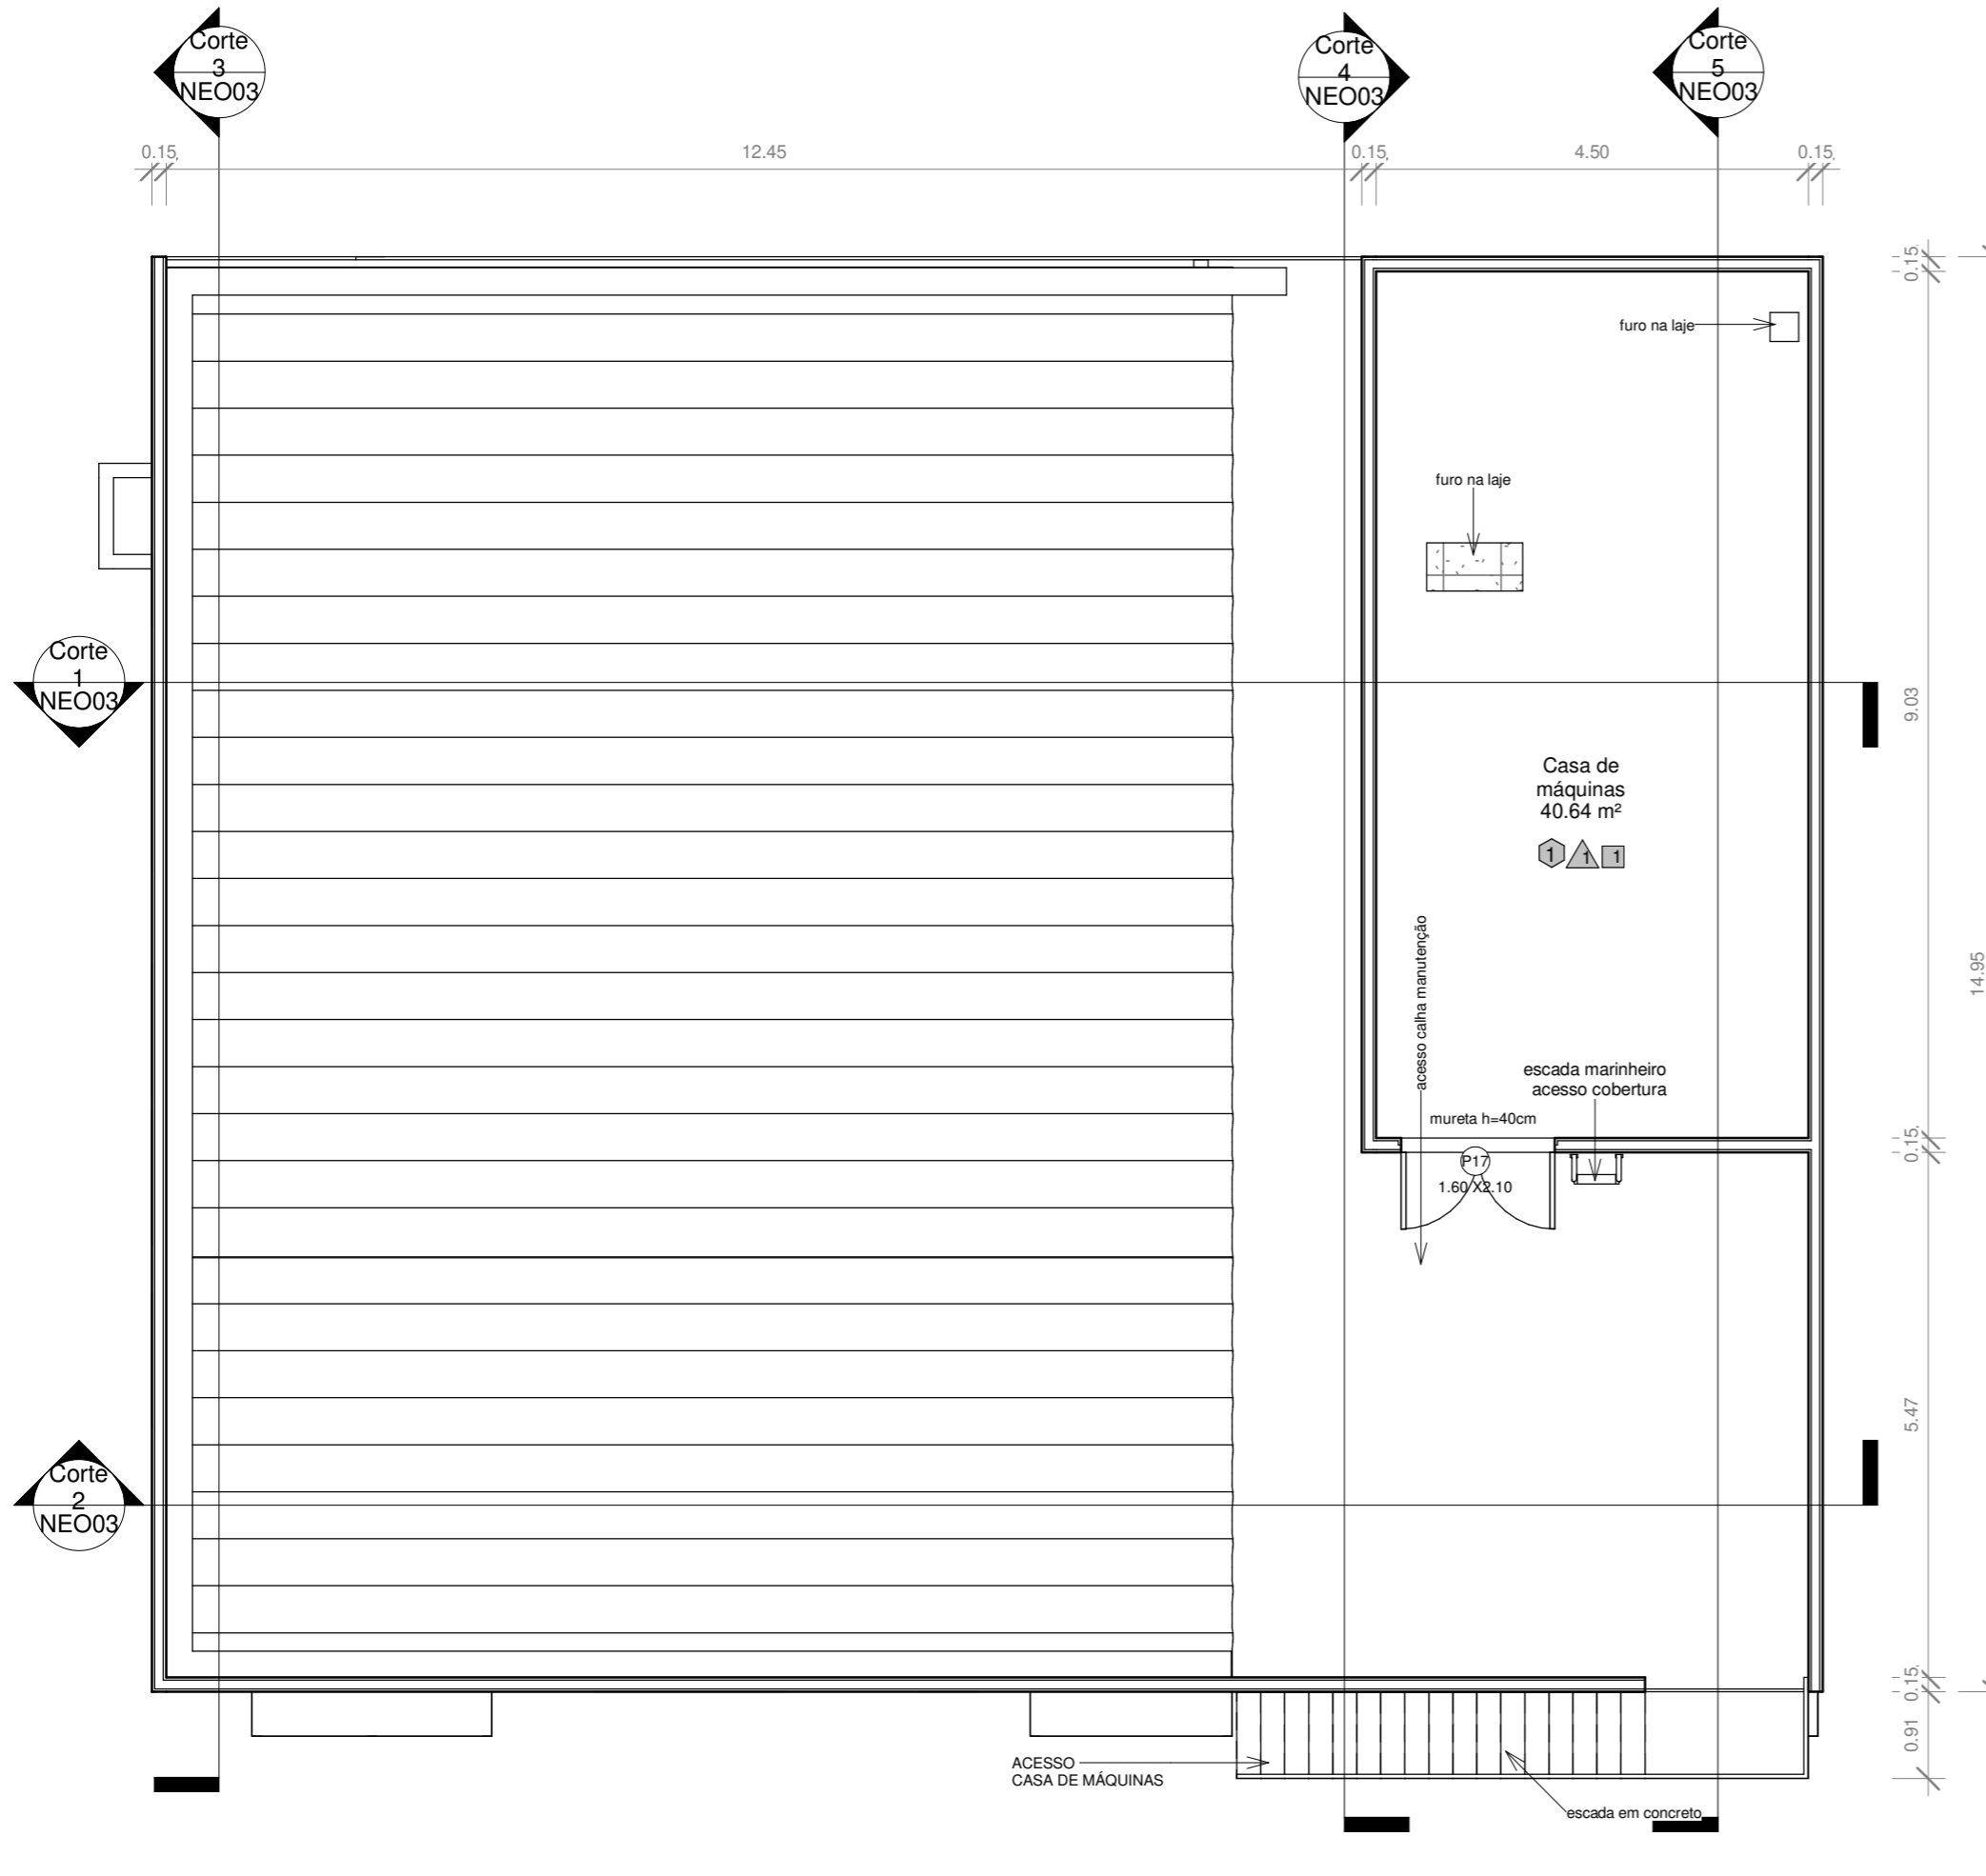 Corte
3
NEO03
Corte
4
NEO03
Corte
5
NEO03
0.15
12.45
0.15
4.50
0.15
0.15
furo na laje
furo na laje
Corte
1
NEO03
9.03
Casa de
máquinas
40.64 m²
1 1 1
acesso calha manutenção
14.95
escada marinheiro
acesso cobertura
mureta h=40cm
0.15
P17
1.60 X2.10
5.47
Corte
2
NEO03
0.15
0.91
ACESSO
CASA DE MÁQUINAS
escada em concreto